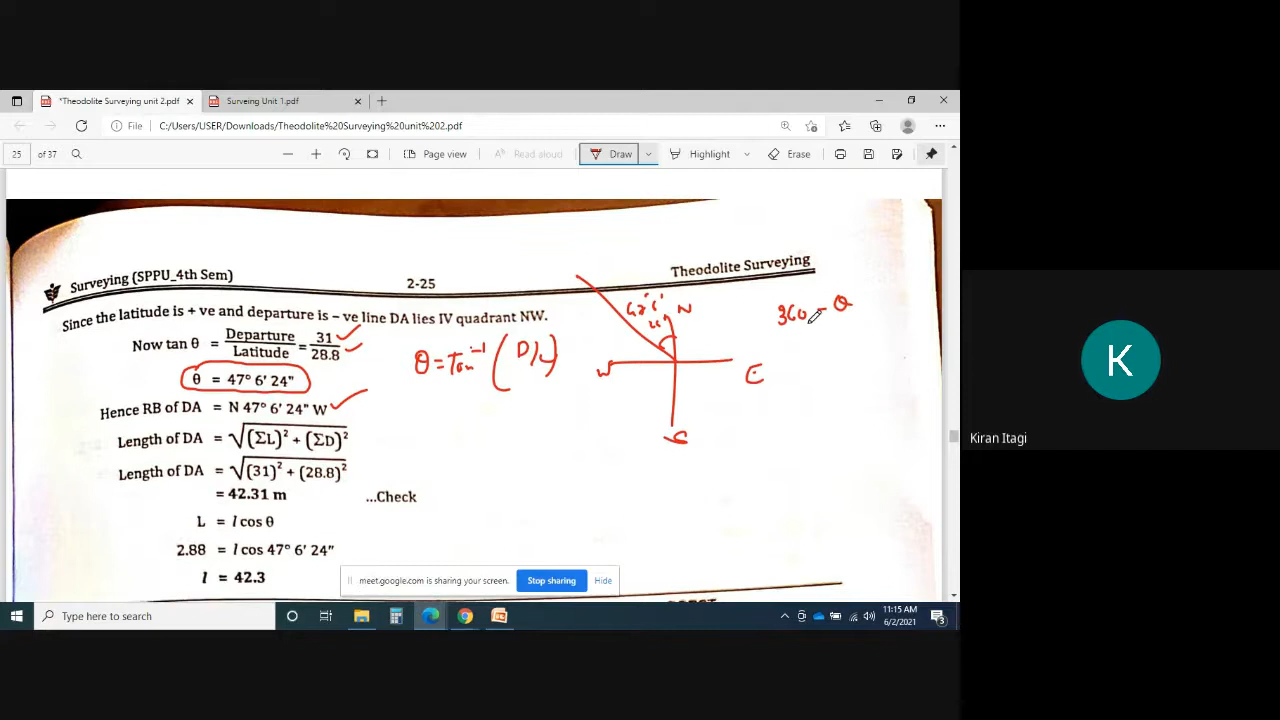 *Theodolite Surveying unit 2.pdf
Surveing Unit 1.pdf
File
C:/Users/USER/Downloads/Theodolite%20Surveying%20unit%202.pdf
25 of 37
Page view
Read aloud
Draw
Highlight
Erase
Surveying (SPPU_4th Sem)
2-25
Theodolite Surveying
Since the latitude is + ve and departure is – ve line DA lies IV quadrant NW.
Now tan θ = Departure/Latitude = 31/28.8
θ = 47° 6' 24"
Hence RB of DA = N 47° 6' 24" W
Length of DA = √(ΣL)² + (ΣD)²
Length of DA = √(31)² + (28.8)²
= 42.31 m ...Check
L = l cos θ
2.88 = l cos 47° 6' 24"
l = 42.3
θ = Tan⁻¹ (D/L)
N
W
E
S
360 - θ
meet.google.com is sharing your screen.
Stop sharing
Hide
Type here to search
11:15 AM
6/2/2021
3
K
Kiran Itagi